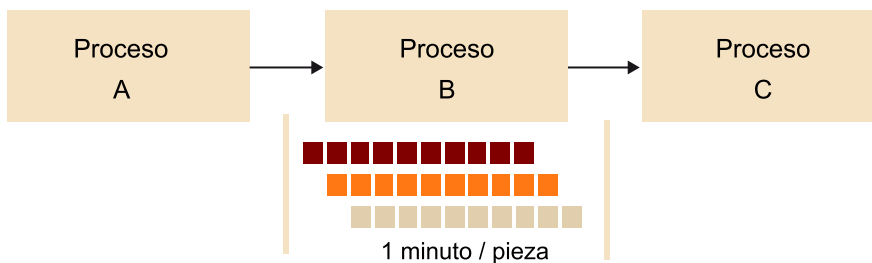 Proceso
A
Proceso
B
Proceso
C
1 minuto / pieza